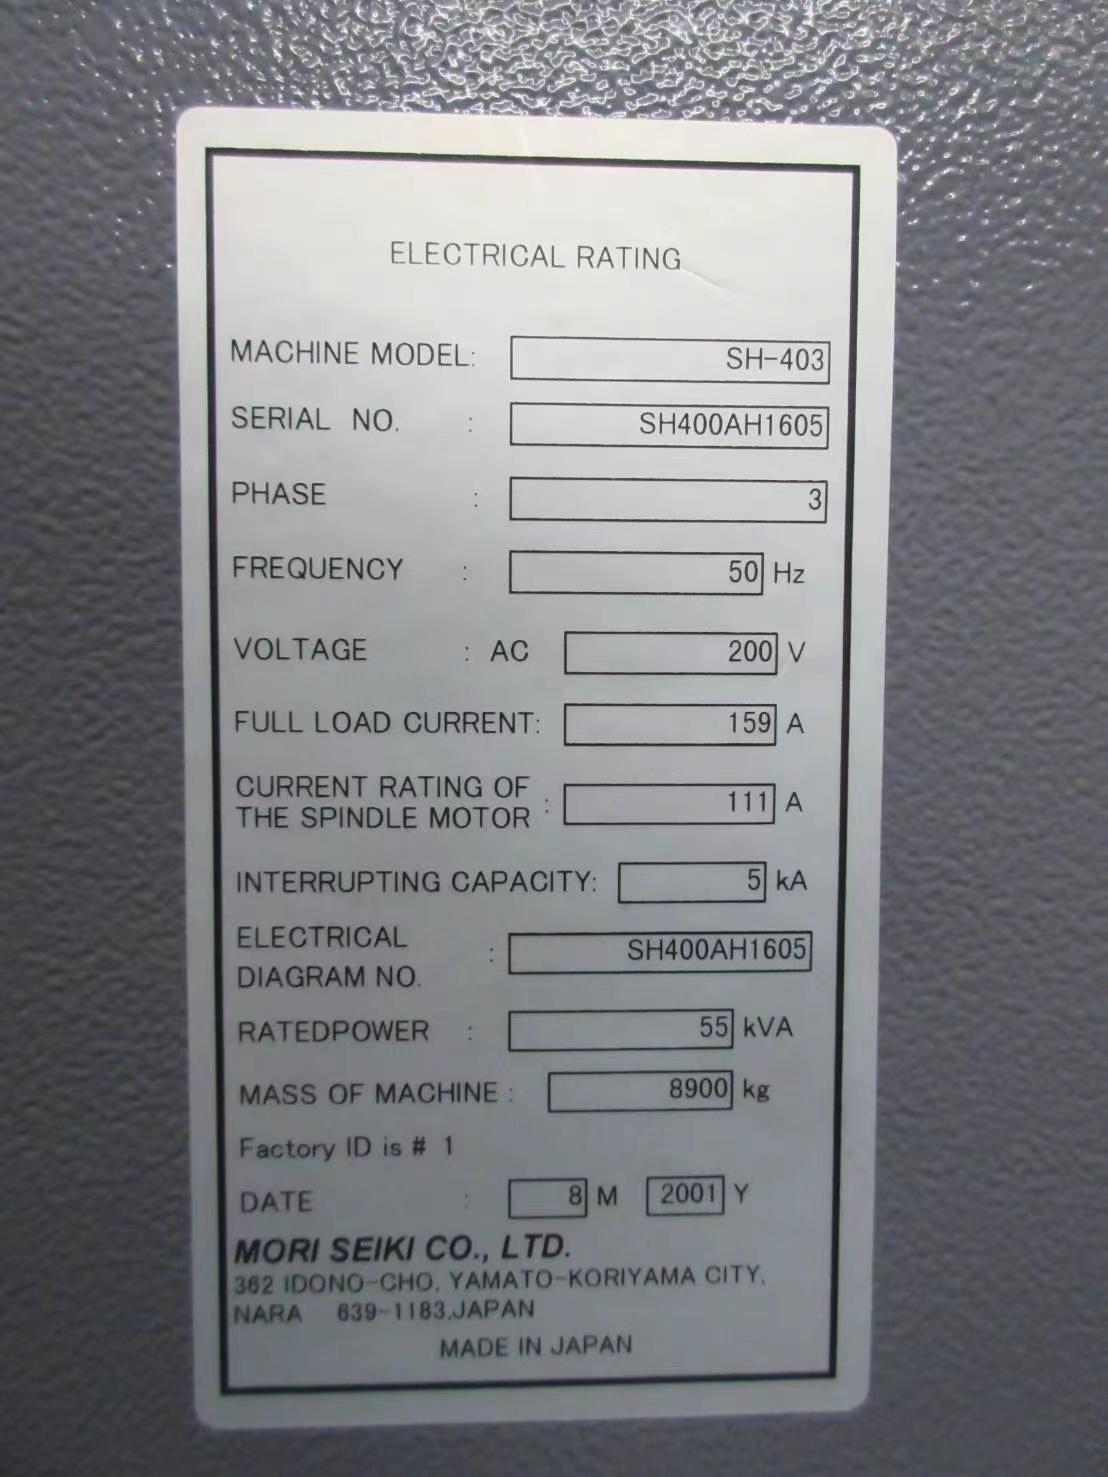 ELECTRICAL RATING
MACHINE MODEL: SH-403
SERIAL NO. : SH400AH1605
PHASE : 3
FREQUENCY : 50 Hz
VOLTAGE : AC 200 V
FULL LOAD CURRENT: 159 A
CURRENT RATING OF
THE SPINDLE MOTOR : 111 A
INTERRUPTING CAPACITY: 5 kA
ELECTRICAL
DIAGRAM NO. : SH400AH1605
RATEDPOWER : 55 kVA
MASS OF MACHINE : 8900 kg
Factory ID is # 1
DATE : 8 M 2001 Y
MORI SEIKI CO., LTD.
362 IDONO-CHO, YAMATO-KORIYAMA CITY,
NARA 639-1183,JAPAN
MADE IN JAPAN